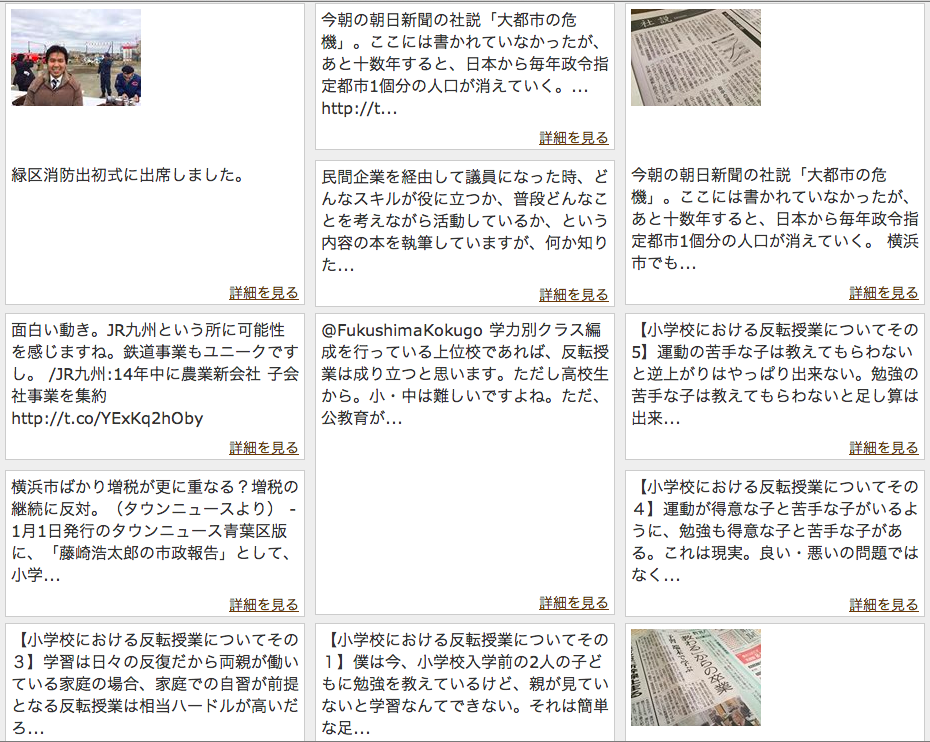 緑区消防出初式に出席しました。
詳細を見る
今朝の朝日新聞の社説「大都市の危
機」。ここには書かれていなかったが、
あと十数年すると、日本から毎年政令指
定都市1個分の人口が消えていく。...
http://t...
詳細を見る
民間企業を経由して議員になった時、ど
んなスキルが役に立つか、普段どんなこ
とを考えながら活動しているか、という
内容の本を執筆していますが、何か知り
た...
詳細を見る
社説
今朝の朝日新聞の社説「大都市の危
機」。ここには書かれていなかったが、
あと十数年すると、日本から毎年政令指
定都市1個分の人口が消えていく。 横浜
市でも...
詳細を見る
面白い動き。JR九州という所に可能性
を感じますね。鉄道事業もユニークです
し。 /JR九州:14年中に農業新会社 子会
社事業を集約
http://t.co/YExKq2hOby
詳細を見る
@FukushimaKokugo 学力別クラス編
成を行っている上位校であれば、反転授
業は成り立つと思います。ただし高校生
から。小・中は難しいですよね。ただ、
公教育が...
詳細を見る
【小学校における反転授業についてその
5】運動の苦手な子は教えてもらわない
と逆上がりはやっぱり出来ない。勉強の
苦手な子は教えてもらわないと足し算は
出来...
詳細を見る
横浜市ばかり増税が更に重なる？増税の
継続に反対。（タウンニュースより） -
1月1日発行のタウンニュース青葉区版
に、「藤崎浩太郎の市政報告」として、
小学...
詳細を見る
【小学校における反転授業についてその
４】運動が得意な子と苦手な子がいるよ
うに、勉強も得意な子と苦手な子があ
る。これは現実。良い・悪いの問題では
なく...
詳細を見る
【小学校における反転授業についてその
３】学習は日々の反復だから両親が働い
ている家庭の場合、家庭での自習が前提
となる反転授業は相当ハードルが高いだ
ろ...
【小学校における反転授業についてその
１】僕は今、小学校入学前の2人の子ど
もに勉強を教えているけど、親が見てい
ないと学習なんてできない。それは簡単
な足...